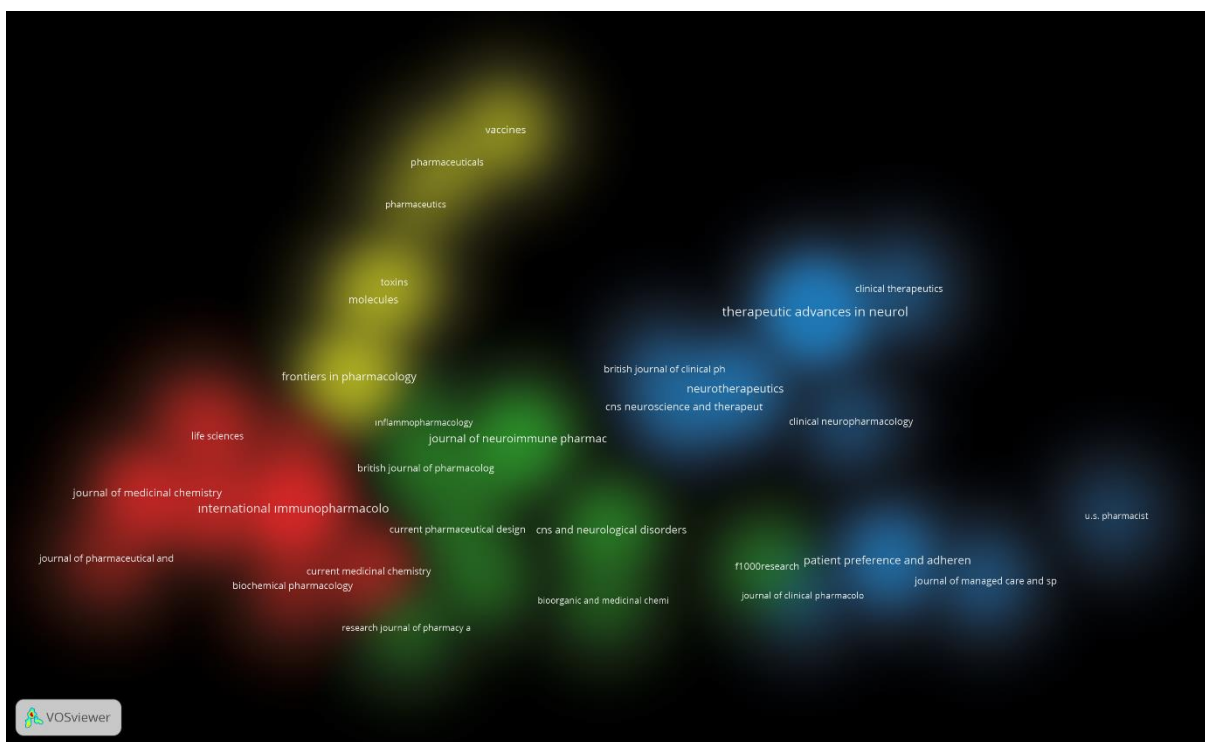 vaccines
pharmaceuticals
pharmaceutics
toxins
clinical therapeutics
molecules
therapeutic advances in neurol
british journal of clinical ph
frontiers in pharmacology
neurotherapeutics
cns neuroscience and therapeut
ınflammopharmacology
clinical neuropharmacology
life sciences
journal of neuroimmune pharmac
british journal of pharmacolog
journal of medicinal chemistry
ınternational ımmunopharmacolo
u.s. pharmacist
current pharmaceutical design
cns and neurological disorders
journal of pharmaceutical and
patient preference and adheren
f1000research
current medicinal chemistry
journal of managed care and sp
biochemical pharmacology
journal of clinical pharmacolo
bioorganic and medicinal chemi
research journal of pharmacy a
VOSviewer